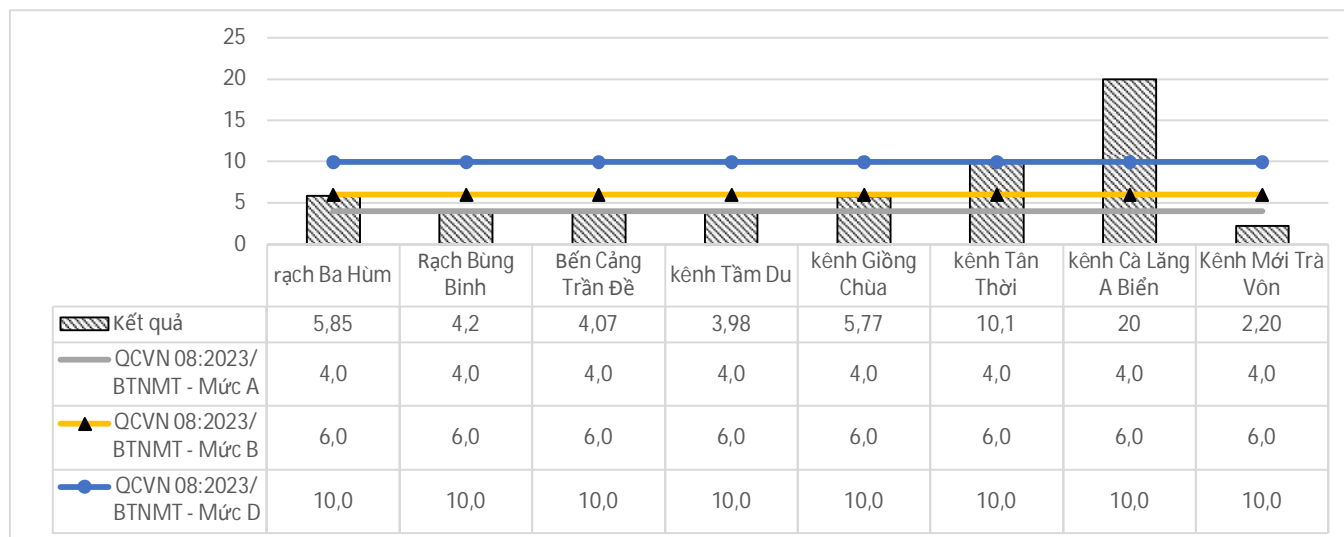 25
20
15
10
5
0
rạch Ba Hùm
Rạch Bùng
Binh
Bến Cảng
Trần Đề
kênh Tầm Du
kênh Giồng
Chùa
kênh Tân
Thời
kênh Cà Lăng
A Biển
Kênh Mới Trà
Vôn
Kết quả 5,85 4,2 4,07 3,98 5,77 10,1 20 2,20
QCVN 08:2023/
BTNMT - Mức A 4,0 4,0 4,0 4,0 4,0 4,0 4,0 4,0
QCVN 08:2023/
BTNMT - Mức B 6,0 6,0 6,0 6,0 6,0 6,0 6,0 6,0
QCVN 08:2023/
BTNMT - Mức D 10,0 10,0 10,0 10,0 10,0 10,0 10,0 10,0